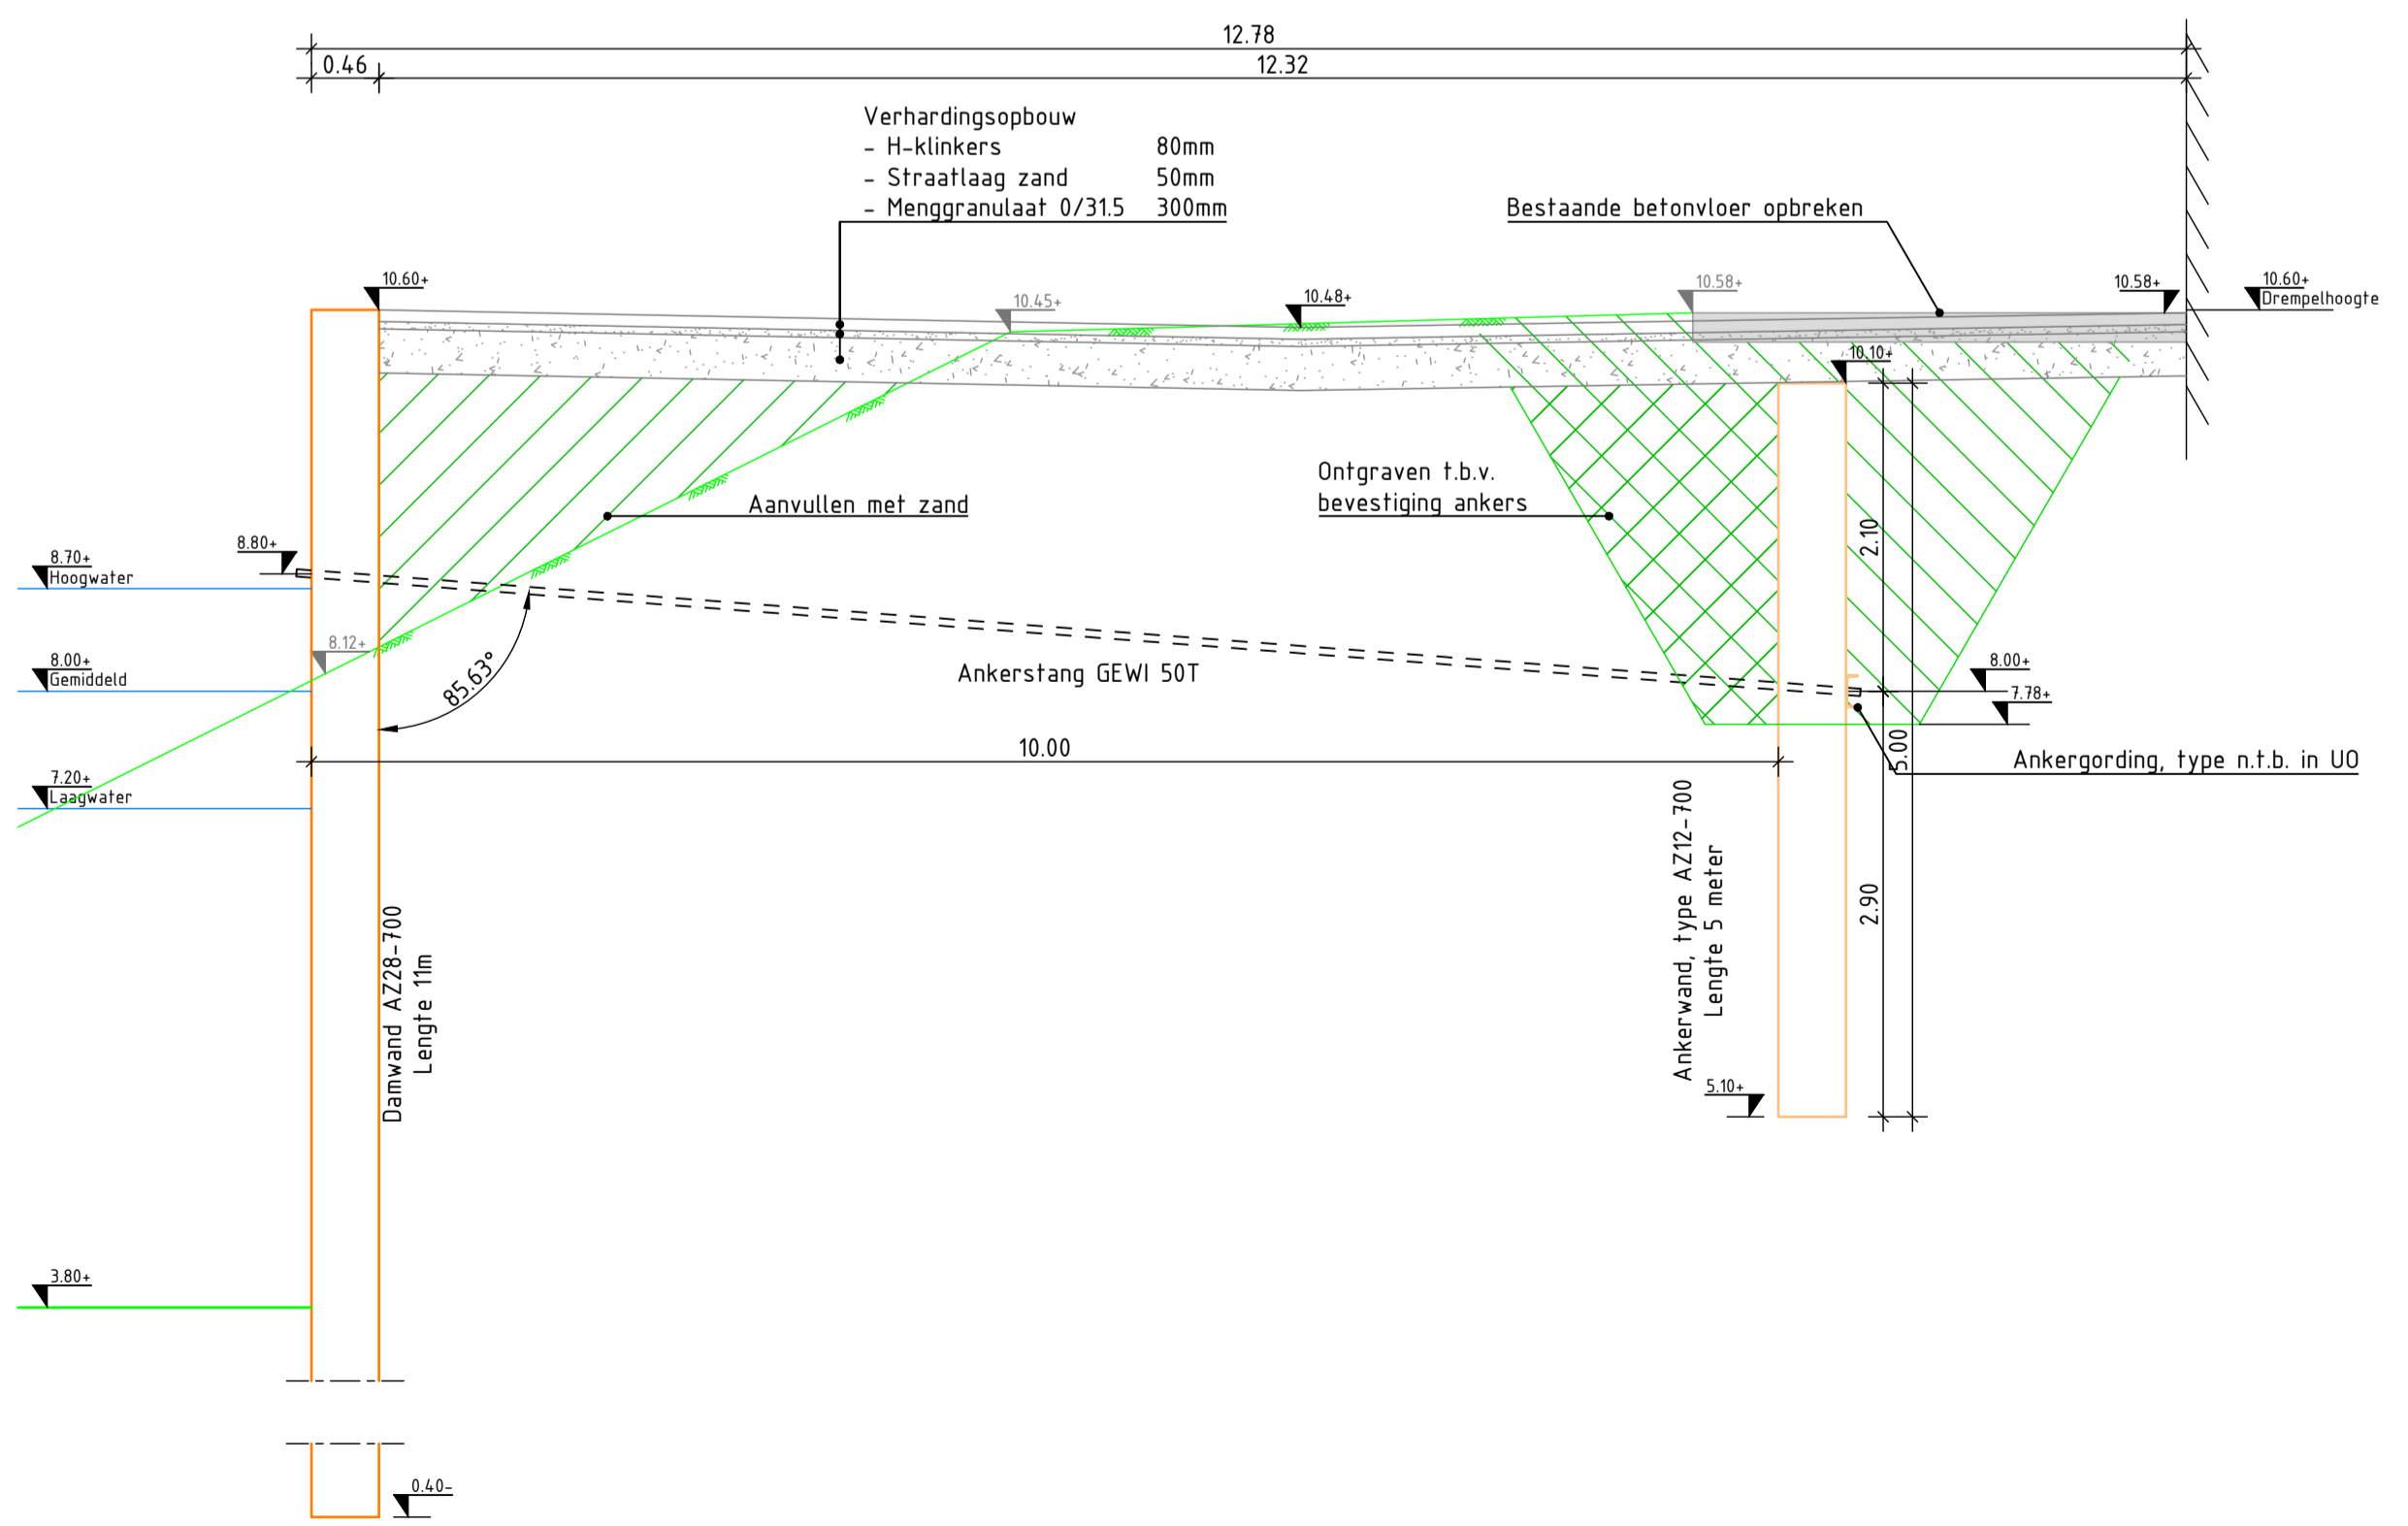 12.78
0.46
12.32
Verhardingsopbouw
- H-klinkers 80mm
- Straatlaag zand 50mm
- Menggranulaat 0/31.5 300mm
Bestaande betonvloer opbreken
10.60+
10.45+
10.48+
10.58+
10.58+
10.60+
Drempelhoogte
10.10+
Ontgraven t.b.v.
bevestiging ankers
Aanvullen met zand
2.10
8.80+
8.70+
Hoogwater
8.12+
8.00+
Gemiddeld
85.63°
Ankerstang GEWI 50T
8.00+
7.78+
10.00
5.00
Ankergording, type n.t.b. in UO
7.20+
Laagwater
Damwand AZ28-700
Lengte 11m
Ankerwand, type AZ12-700
Lengte 5 meter
2.90
5.10+
3.80+
0.40-